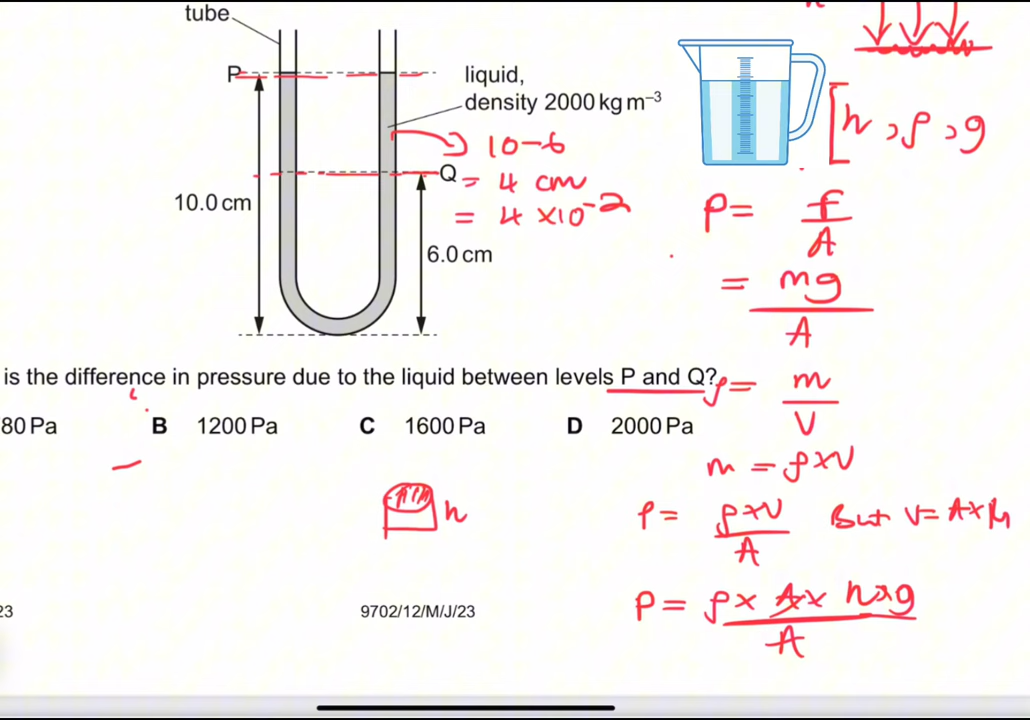 tube
P
liquid,
density 2000 kg m⁻³
[h, ρ, g
10-6
Q = 4 cm
= 4 ×10⁻²
10.0 cm
6.0 cm
P = F/A
= mg/A
is the difference in pressure due to the liquid between levels P and Q?
80 Pa B 1200 Pa C 1600 Pa D 2000 Pa
ρ = m/V
m = ρ×V
h
P = ρ×V/A But V = A×h
23 9702/12/M/J/23
P = ρ× A× h×g/A